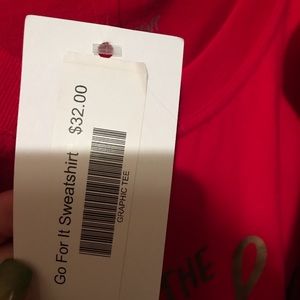 Go For It Sweatshirt $32.00
GRAPHIC TEE
THE